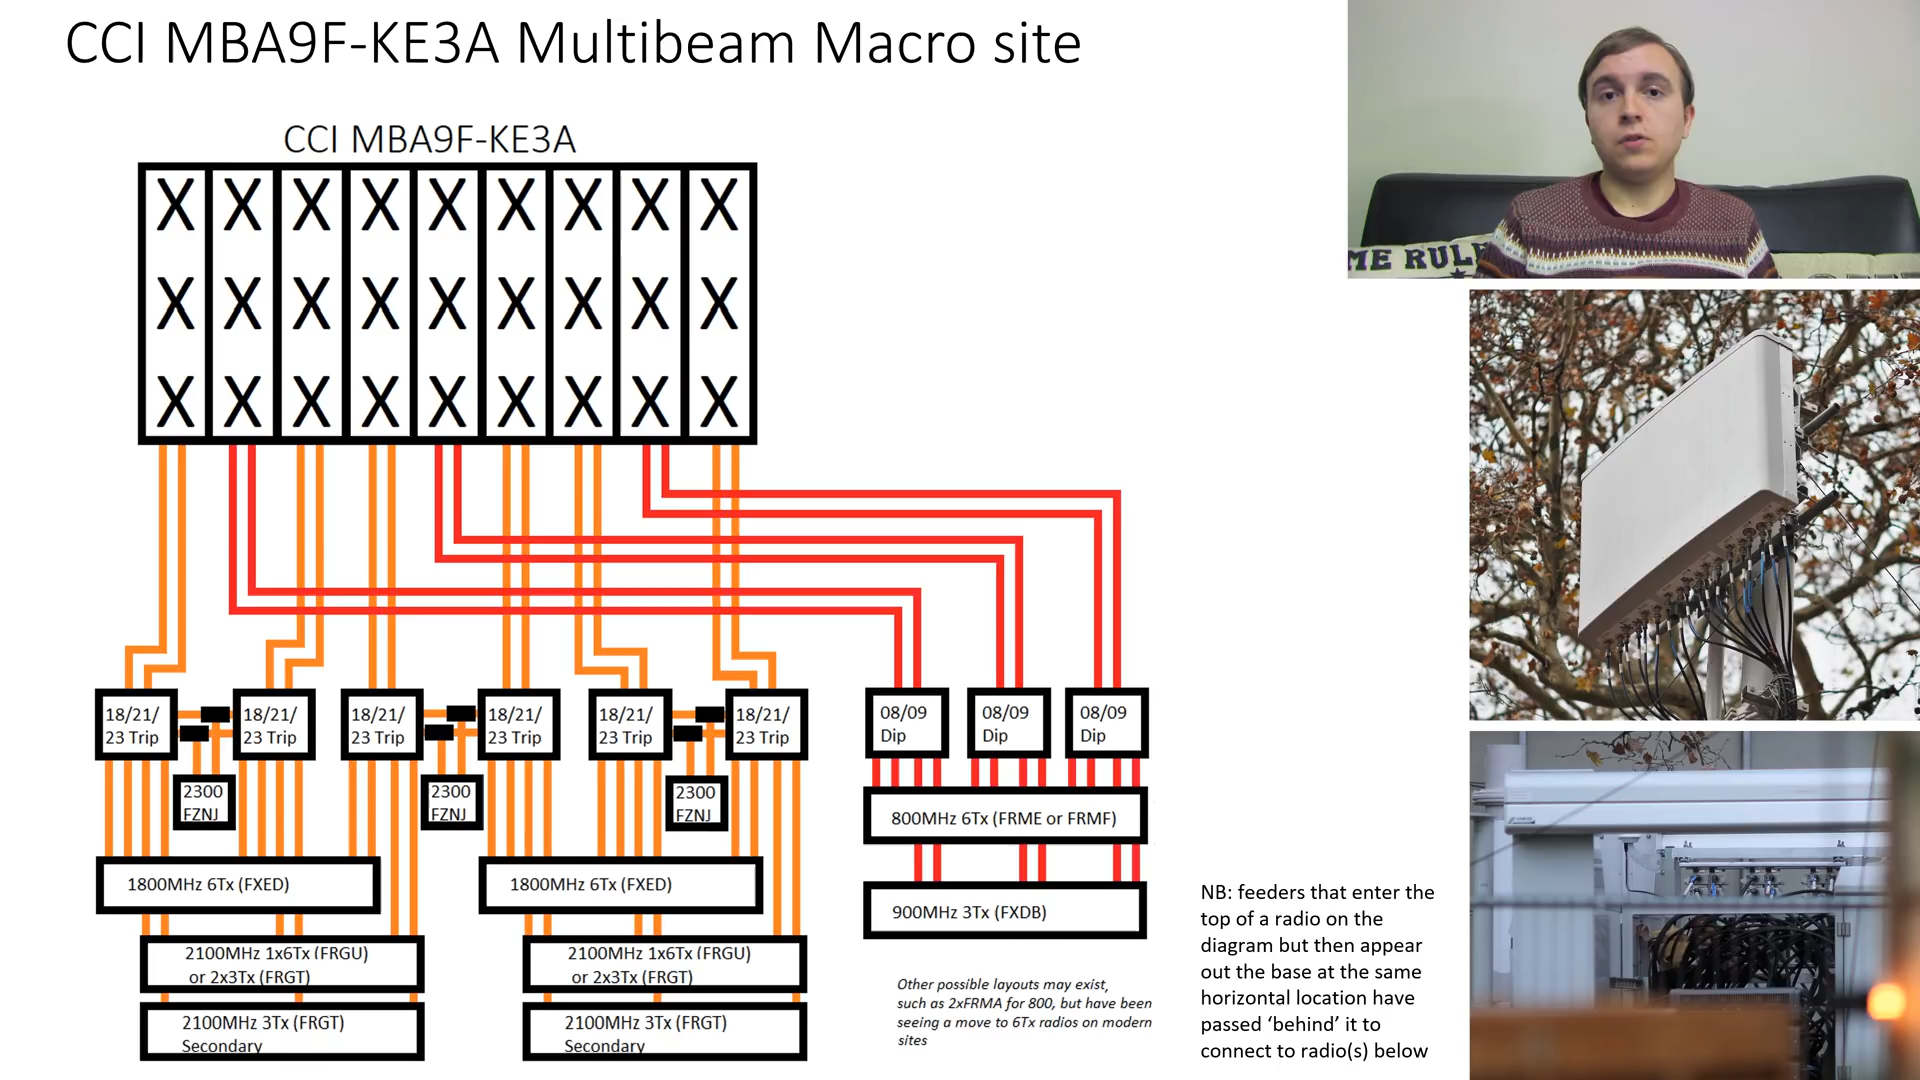 CCI MBA9F-KE3A Multibeam Macro site
CCI MBA9F-KE3A
X X X X X X X X X
X X X X X X X X X
X X X X X X X X X
18/21/
23 Trip
18/21/
23 Trip
18/21/
23 Trip
18/21/
23 Trip
18/21/
23 Trip
18/21/
23 Trip
2300
FZNJ
2300
FZNJ
2300
FZNJ
08/09
Dip
08/09
Dip
08/09
Dip
1800MHz 6Tx (FXED)
1800MHz 6Tx (FXED)
800MHz 6Tx (FRME or FRMF)
900MHz 3Tx (FXDB)
2100MHz 1x6Tx (FRGU)
or 2x3Tx (FRGT)
2100MHz 1x6Tx (FRGU)
or 2x3Tx (FRGT)
2100MHz 3Tx (FRGT)
Secondary
2100MHz 3Tx (FRGT)
Secondary
Other possible layouts may exist,
such as 2xFRMA for 800, but have been
seeing a move to 6Tx radios on modern
sites
NB: feeders that enter the
top of a radio on the
diagram but then appear
out the base at the same
horizontal location have
passed ‘behind’ it to
connect to radio(s) below
ME RUL